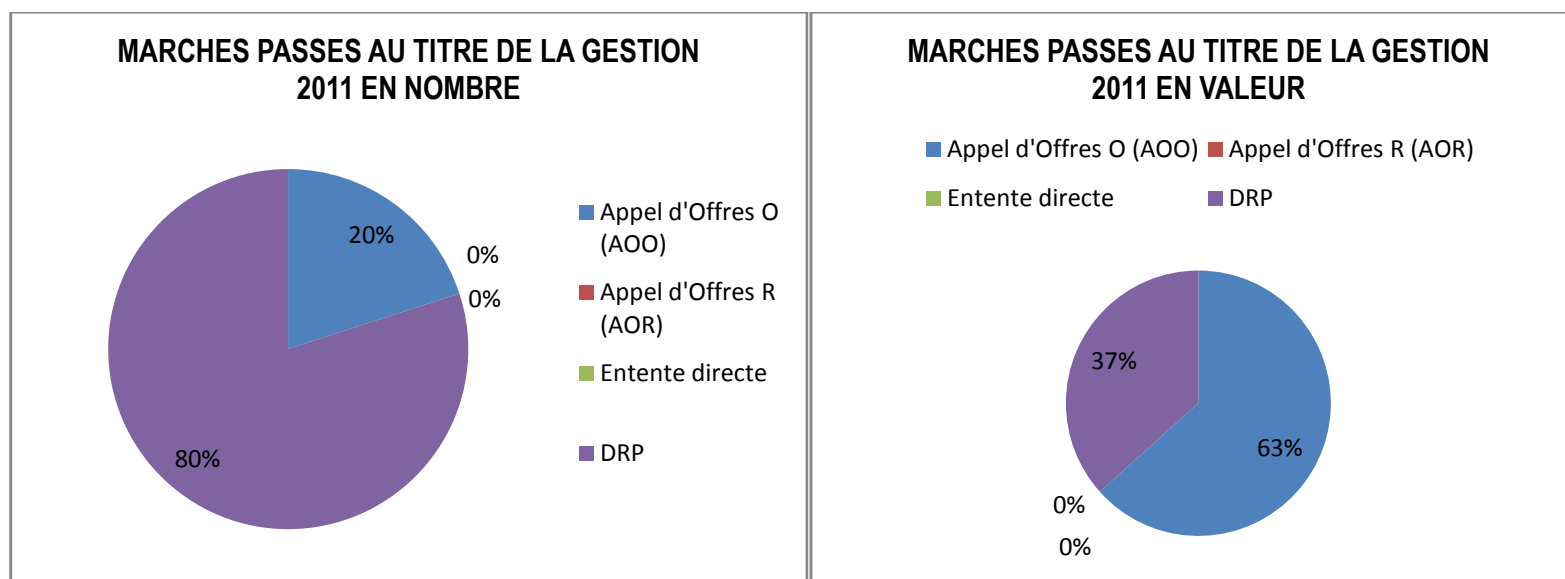 MARCHES PASSES AU TITRE DE LA GESTION
2011 EN NOMBRE
20%
0%
0%
80%
Appel d'Offres O
(AOO)
Appel d'Offres R
(AOR)
Entente directe
DRP
MARCHES PASSES AU TITRE DE LA GESTION
2011 EN VALEUR
Appel d'Offres O (AOO) Appel d'Offres R (AOR)
Entente directe DRP
37%
63%
0%
0%